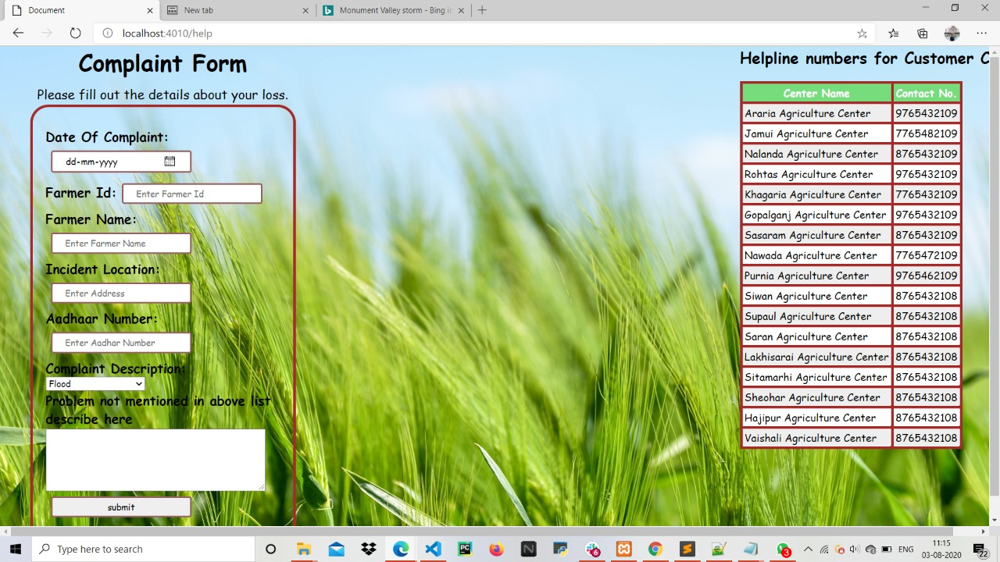 Document
New tab
Monument Valley storm - Bing i
localhost:4010/help
Complaint Form
Please fill out the details about your loss.
Date Of Complaint:
dd-mm-yyyy
Farmer Id: Enter Farmer Id
Farmer Name:
Enter Farmer Name
Incident Location:
Enter Address
Aadhaar Number:
Enter Aadhar Number
Complaint Description:
Flood
Problem not mentioned in above list
describe here
submit
Helpline numbers for Customer C
Center Name Contact No.
Araria Agriculture Center 9765432109
Jamui Agriculture Center 7765482109
Nalanda Agriculture Center 8765432109
Rohtas Agriculture Center 9765432109
Khagaria Agriculture Center 7765432109
Gopalganj Agriculture Center 9765432109
Sasaram Agriculture Center 8765432109
Nawada Agriculture Center 7765472109
Purnia Agriculture Center 9765462109
Siwan Agriculture Center 8765432108
Supaul Agriculture Center 8765432108
Saran Agriculture Center 8765432108
Lakhisarai Agriculture Center 8765432108
Sitamarhi Agriculture Center 8765432108
Sheohar Agriculture Center 8765432108
Hajipur Agriculture Center 8765432108
Vaishali Agriculture Center 8765432108
Type here to search
PC
N
6
3
ENG
11:15
03-08-2020
22